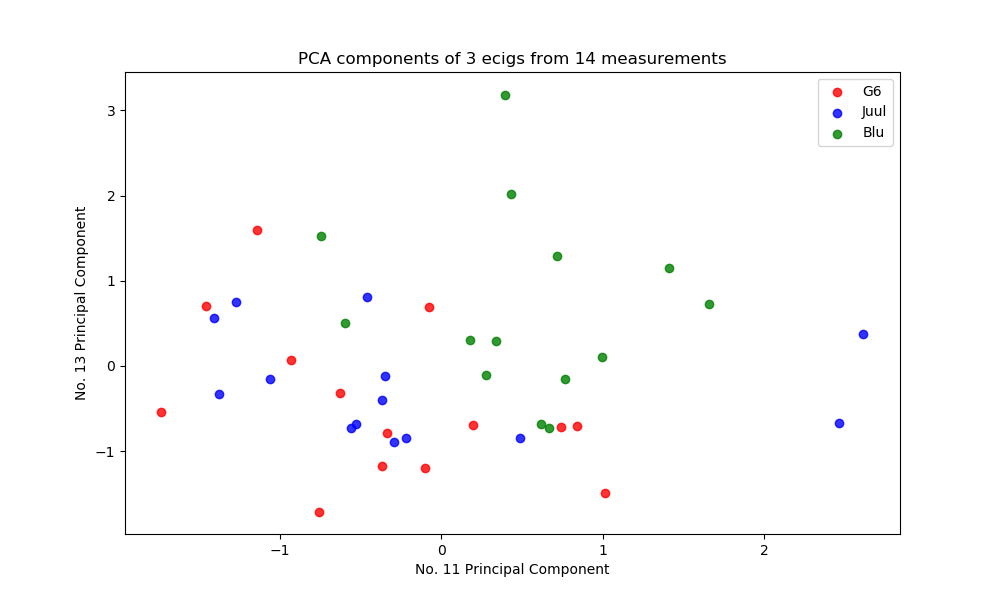 PCA components of 3 ecigs from 14 measurements
G6
Juul
Blu
3
2
1
0
−1
No. 13 Principal Component
−1
0
1
2
No. 11 Principal Component